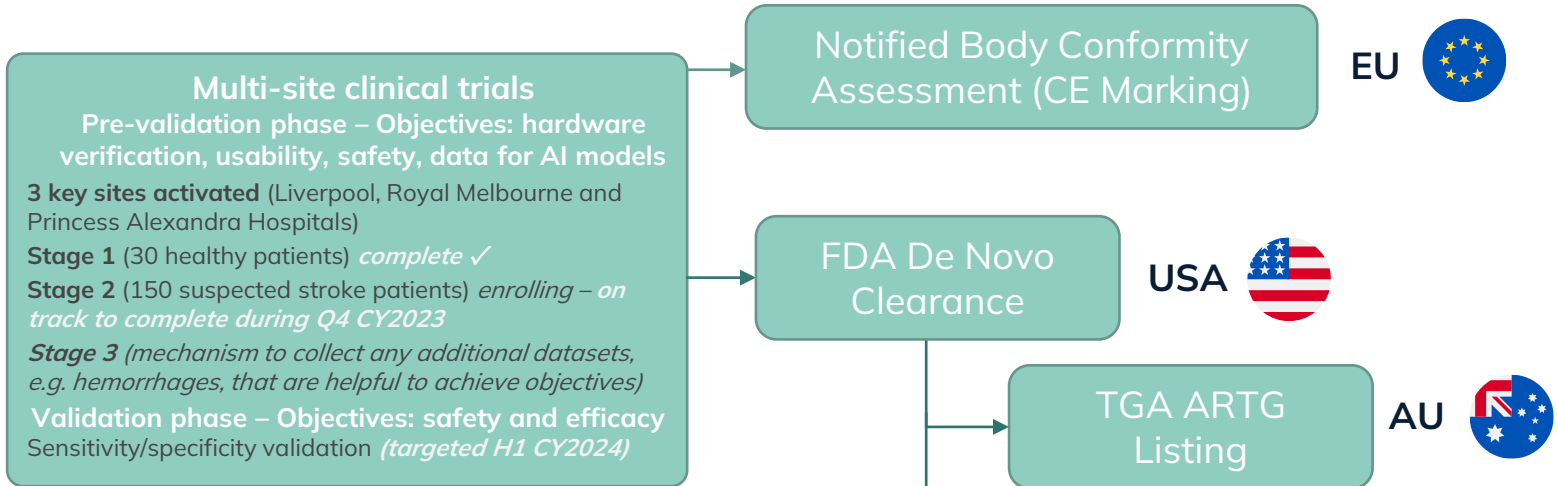 Multi-site clinical trials
Pre-validation phase – Objectives: hardware
verification, usability, safety, data for AI models
3 key sites activated (Liverpool, Royal Melbourne and
Princess Alexandra Hospitals)
Stage 1 (30 healthy patients) complete ✓
Stage 2 (150 suspected stroke patients) enrolling – on
track to complete during Q4 CY2023
Stage 3 (mechanism to collect any additional datasets,
e.g. hemorrhages, that are helpful to achieve objectives)
Validation phase – Objectives: safety and efficacy
Sensitivity/specificity validation (targeted H1 CY2024)
Notified Body Conformity
Assessment (CE Marking)
EU
FDA De Novo
Clearance
USA
TGA ARTG
Listing
AU